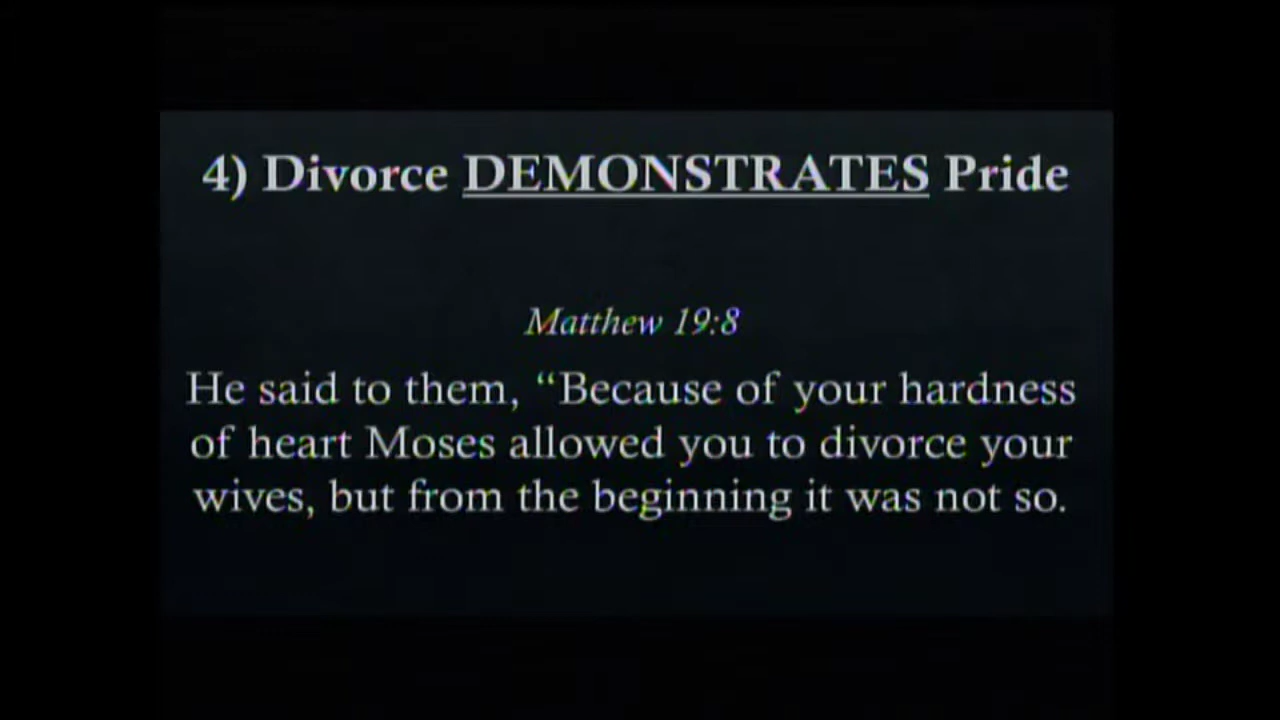 4) Divorce DEMONSTRATES Pride
Matthew 19:8
He said to them, “Because of your hardness
of heart Moses allowed you to divorce your
wives, but from the beginning it was not so.